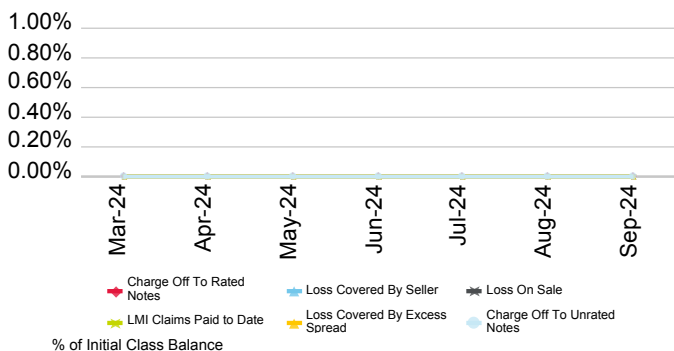 1.00%
0.80%
0.60%
0.40%
0.20%
0.00%
Mar-24
Apr-24
May-24
Jun-24
Jul-24
Aug-24
Sep-24
Charge Off To Rated
Notes
Loss Covered By Seller
Loss On Sale
LMI Claims Paid to Date
Loss Covered By Excess
Spread
Charge Off To Unrated
Notes
% of Initial Class Balance